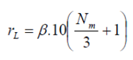 r_L = β.10(N_m/3 + 1)